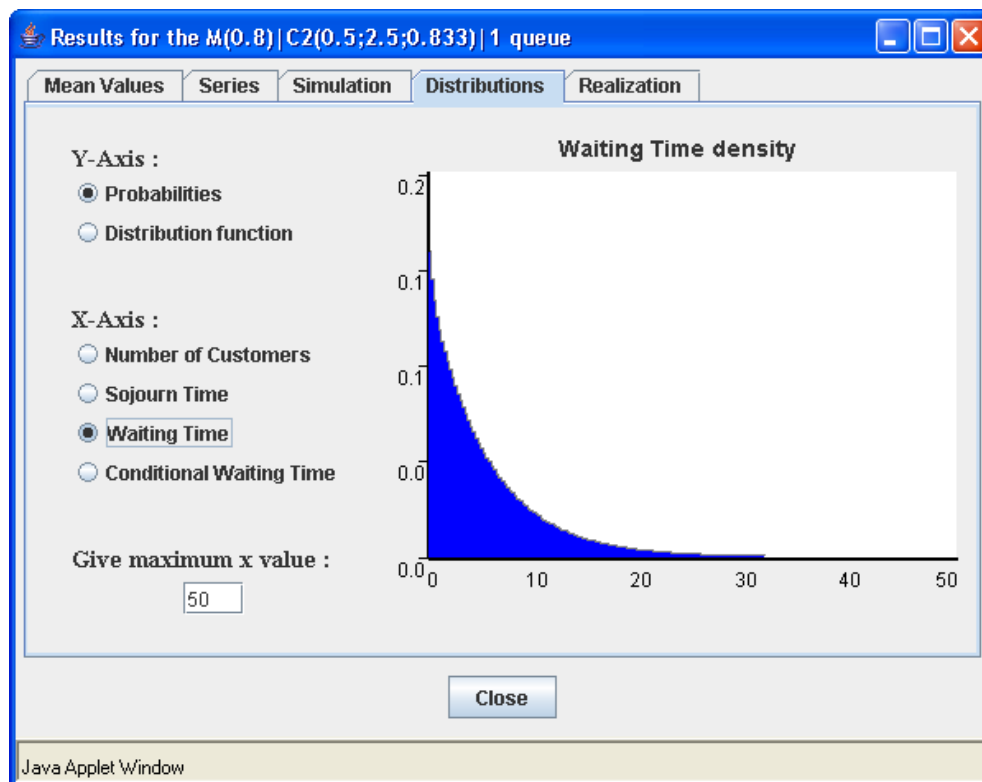 Results for the M(0.8)|C2(0.5;2.5;0.833)|1 queue
Mean Values
Series
Simulation
Distributions
Realization
Y-Axis :
Probabilities
Distribution function
X-Axis :
Number of Customers
Sojourn Time
Waiting Time
Conditional Waiting Time
Give maximum x value :
50
Waiting Time density
0.2
0.1
0.1
0.0
0.0
0 10 20 30 40 50
Close
Java Applet Window